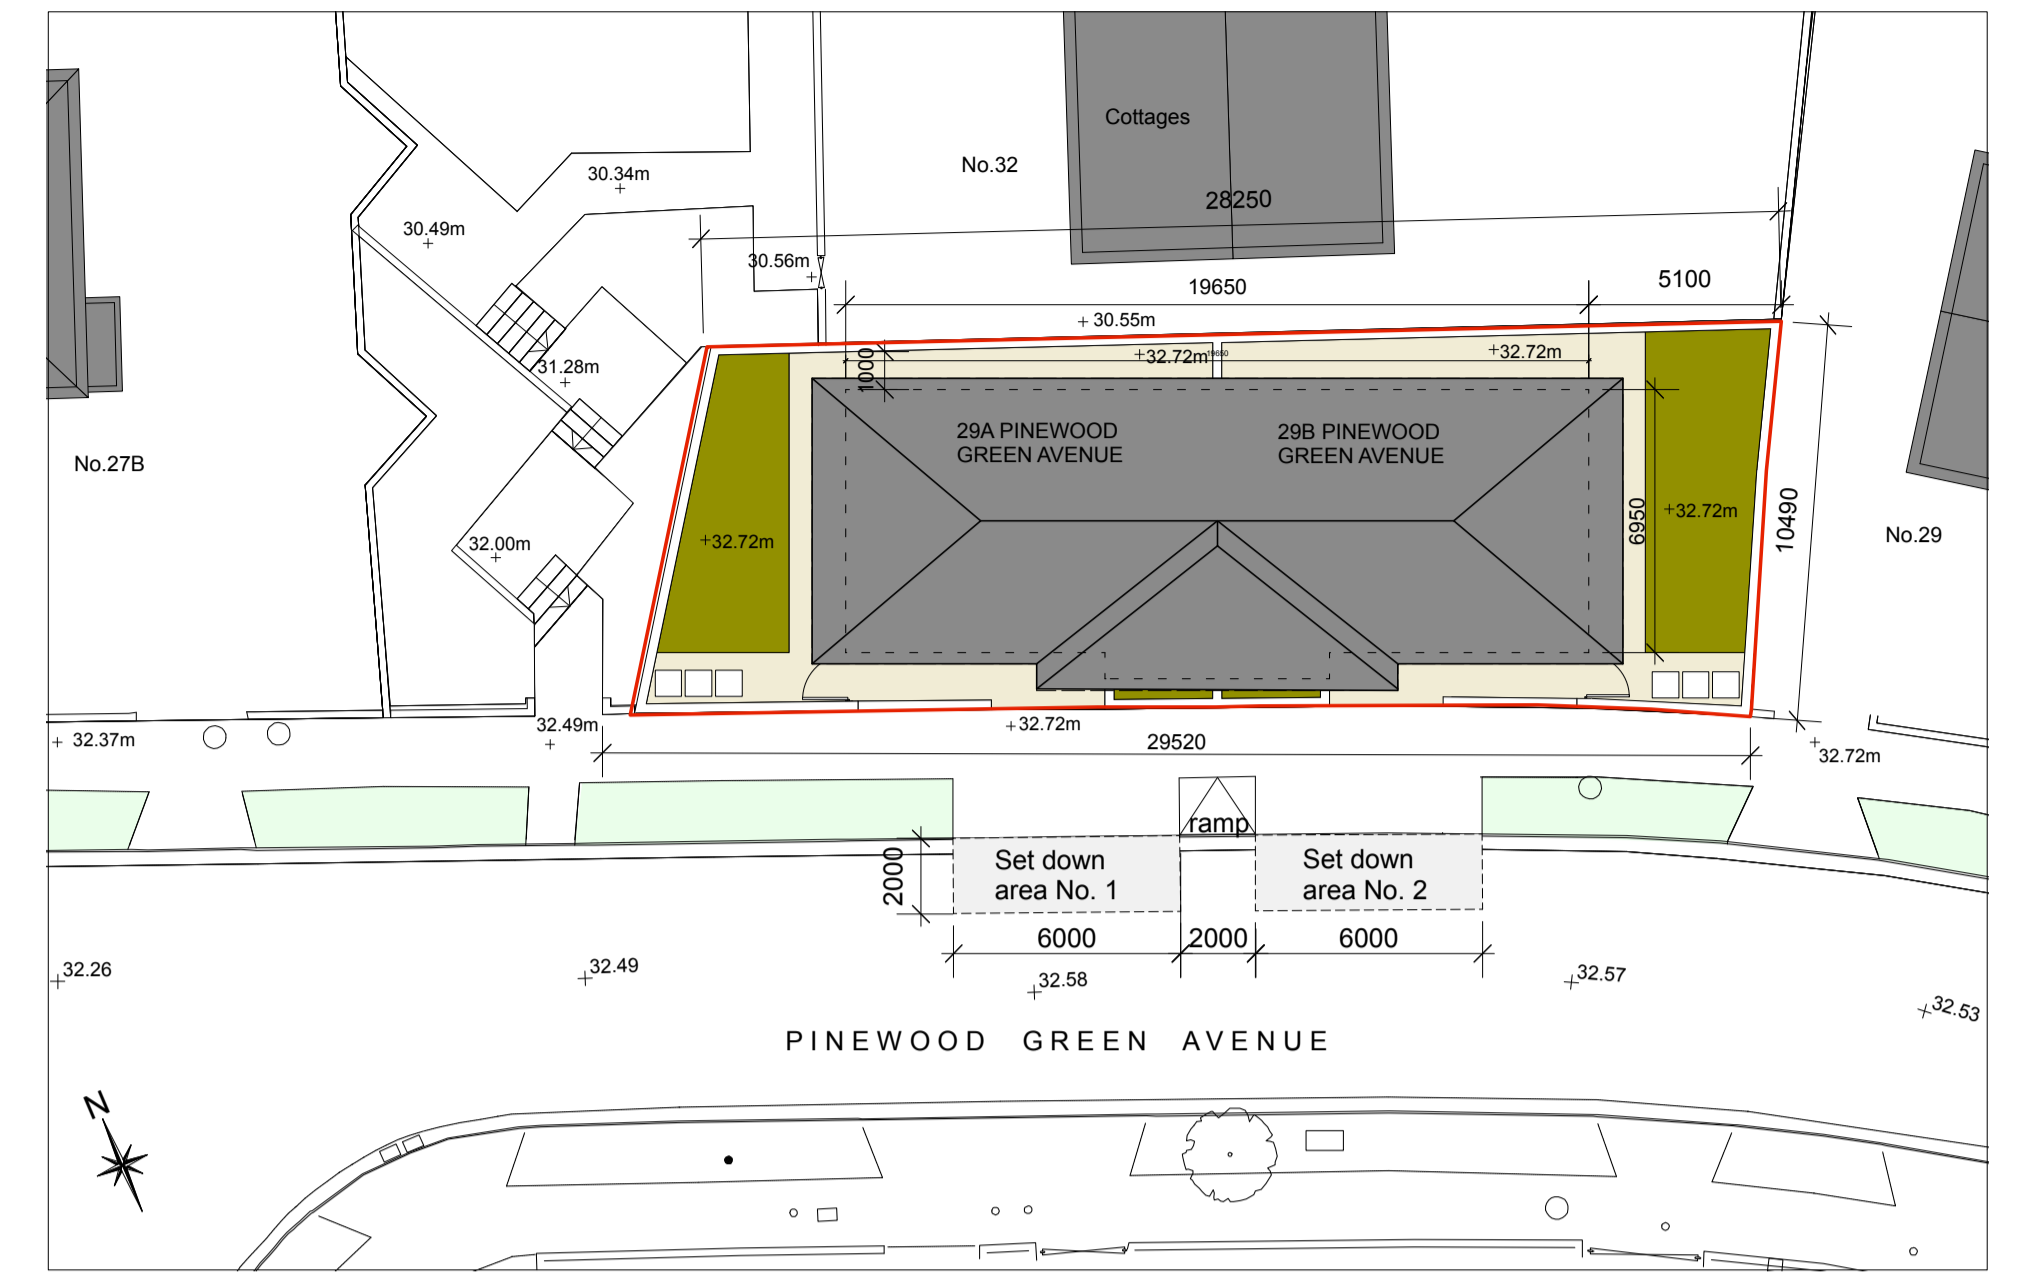 Cottages
No.32
30.34m
28250
30.49m
30.56m
19650
5100
30.55m
1000
32.72m
19650
32.72m
31.28m
29A PINEWOOD
GREEN AVENUE
29B PINEWOOD
GREEN AVENUE
No.27B
6950
32.72m
10490
No.29
32.00m
32.72m
32.37m
32.49m
32.72m
29520
32.72m
ramp
2000
Set down
area No. 1
Set down
area No. 2
6000
2000
6000
32.26
32.49
32.58
32.57
32.53
PINEWOOD GREEN AVENUE
N